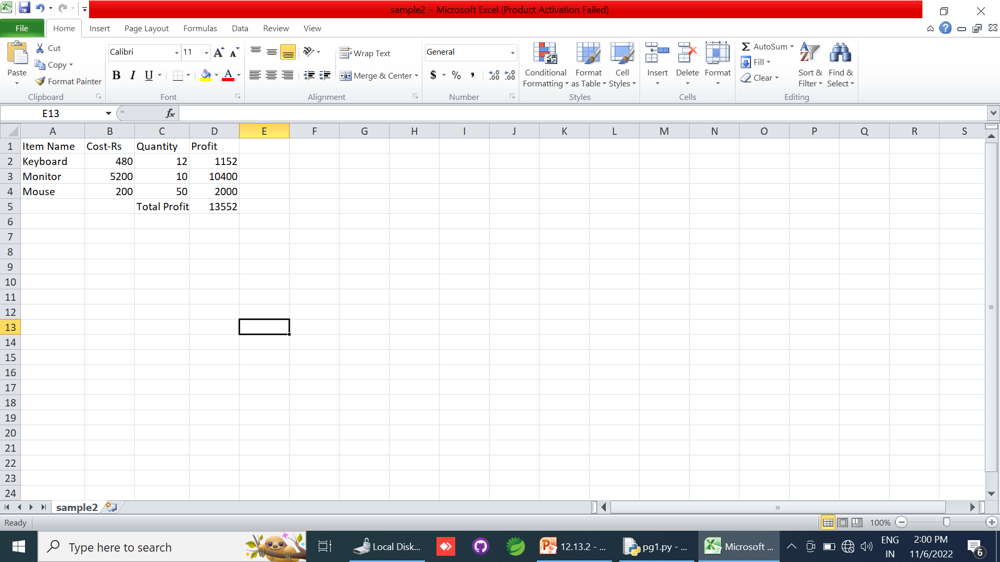 sample2 - Microsoft Excel (Product Activation Failed)
File Home Insert Page Layout Formulas Data Review View
Cut Calibri 11 Wrap Text General AutoSum
Copy Fill
Paste Format Painter Merge & Center $ % Conditional Formatting Format as Table Cell Styles Insert Delete Format Clear Sort & Filter Find & Select
B I U A
Clipboard Font Alignment Number Styles Cells Editing
E13 fx
A B C D E F G H I J K L M N O P Q R S
1 Item Name Cost-Rs Quantity Profit
2 Keyboard 480 12 1152
3 Monitor 5200 10 10400
4 Mouse 200 50 2000
5 Total Profit 13552
6
7
8
9
10
11
12
13
14
15
16
17
18
19
20
21
22
23
24
sample2
Ready 100%
Type here to search Local Disk... 12.13.2 - ... pg1.py - ... Microsoft ... ENG 2:00 PM
IN 11/6/2022 6